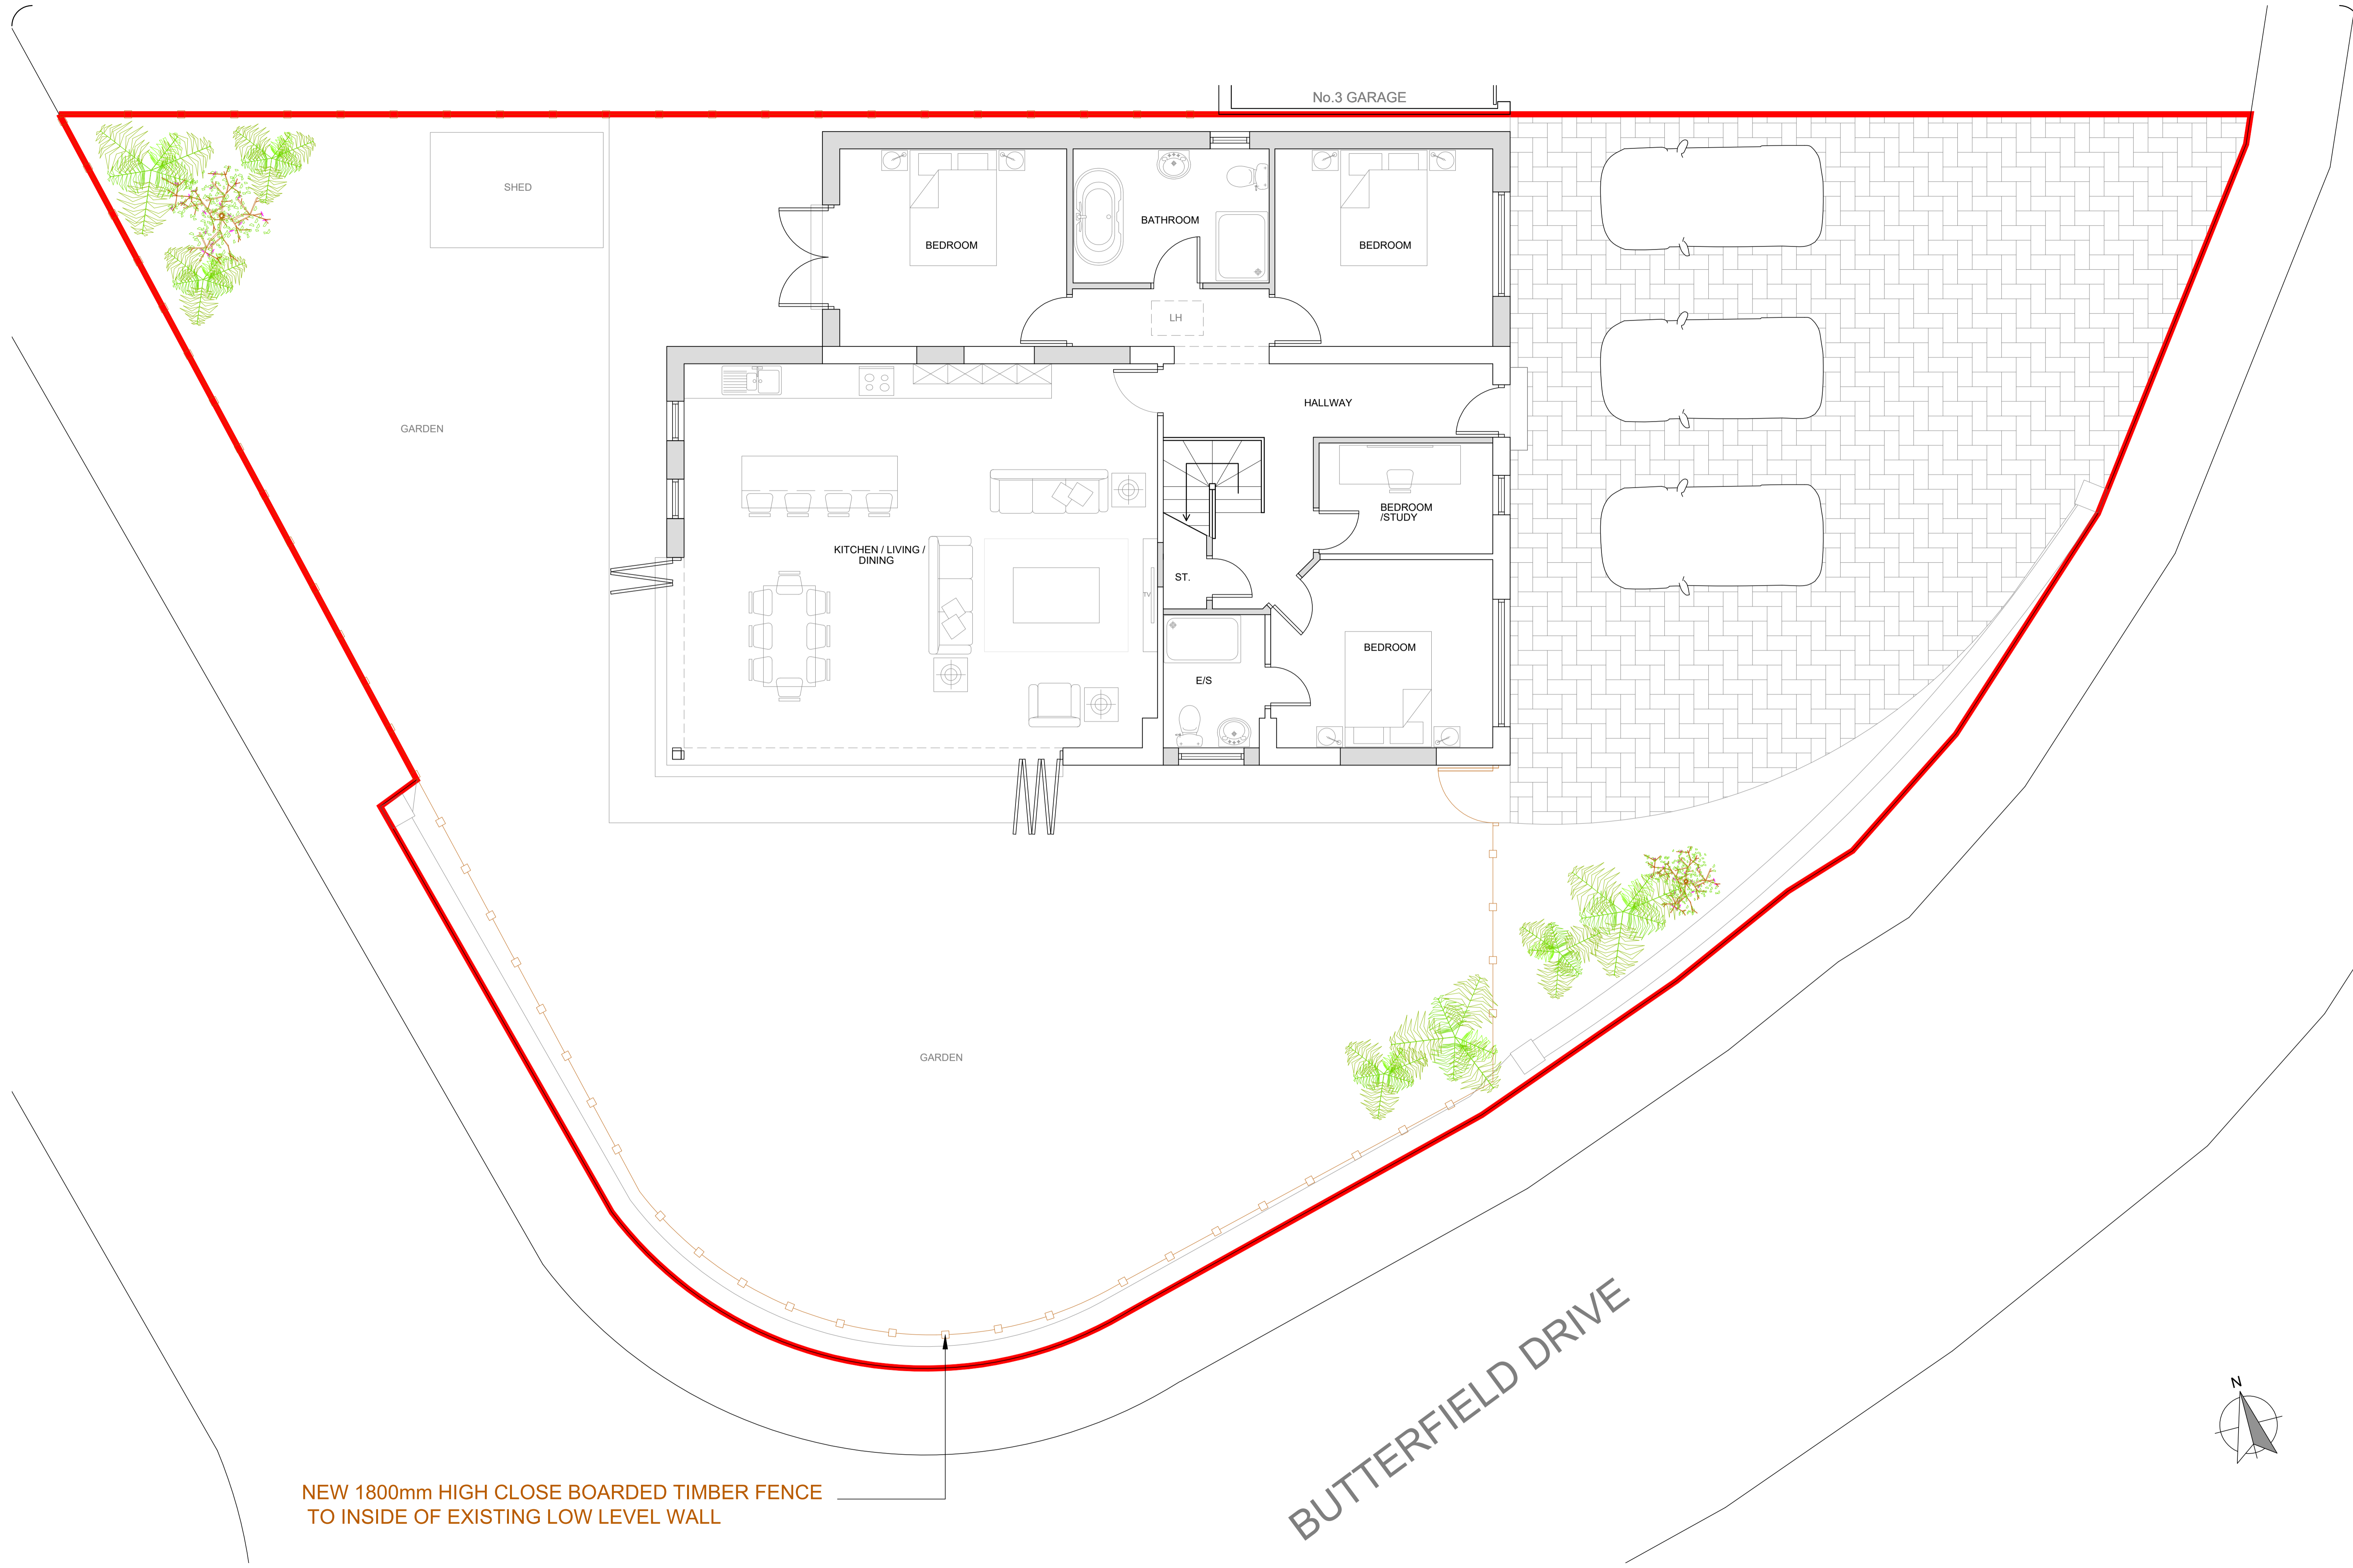 No.3 GARAGE
SHED
BATHROOM
BEDROOM
BEDROOM
LH
HALLWAY
GARDEN
BEDROOM
/STUDY
KITCHEN / LIVING /
DINING
ST.
TV
BEDROOM
E/S
GARDEN
BUTTERFIELD DRIVE
N
NEW 1800mm HIGH CLOSE BOARDED TIMBER FENCE
TO INSIDE OF EXISTING LOW LEVEL WALL